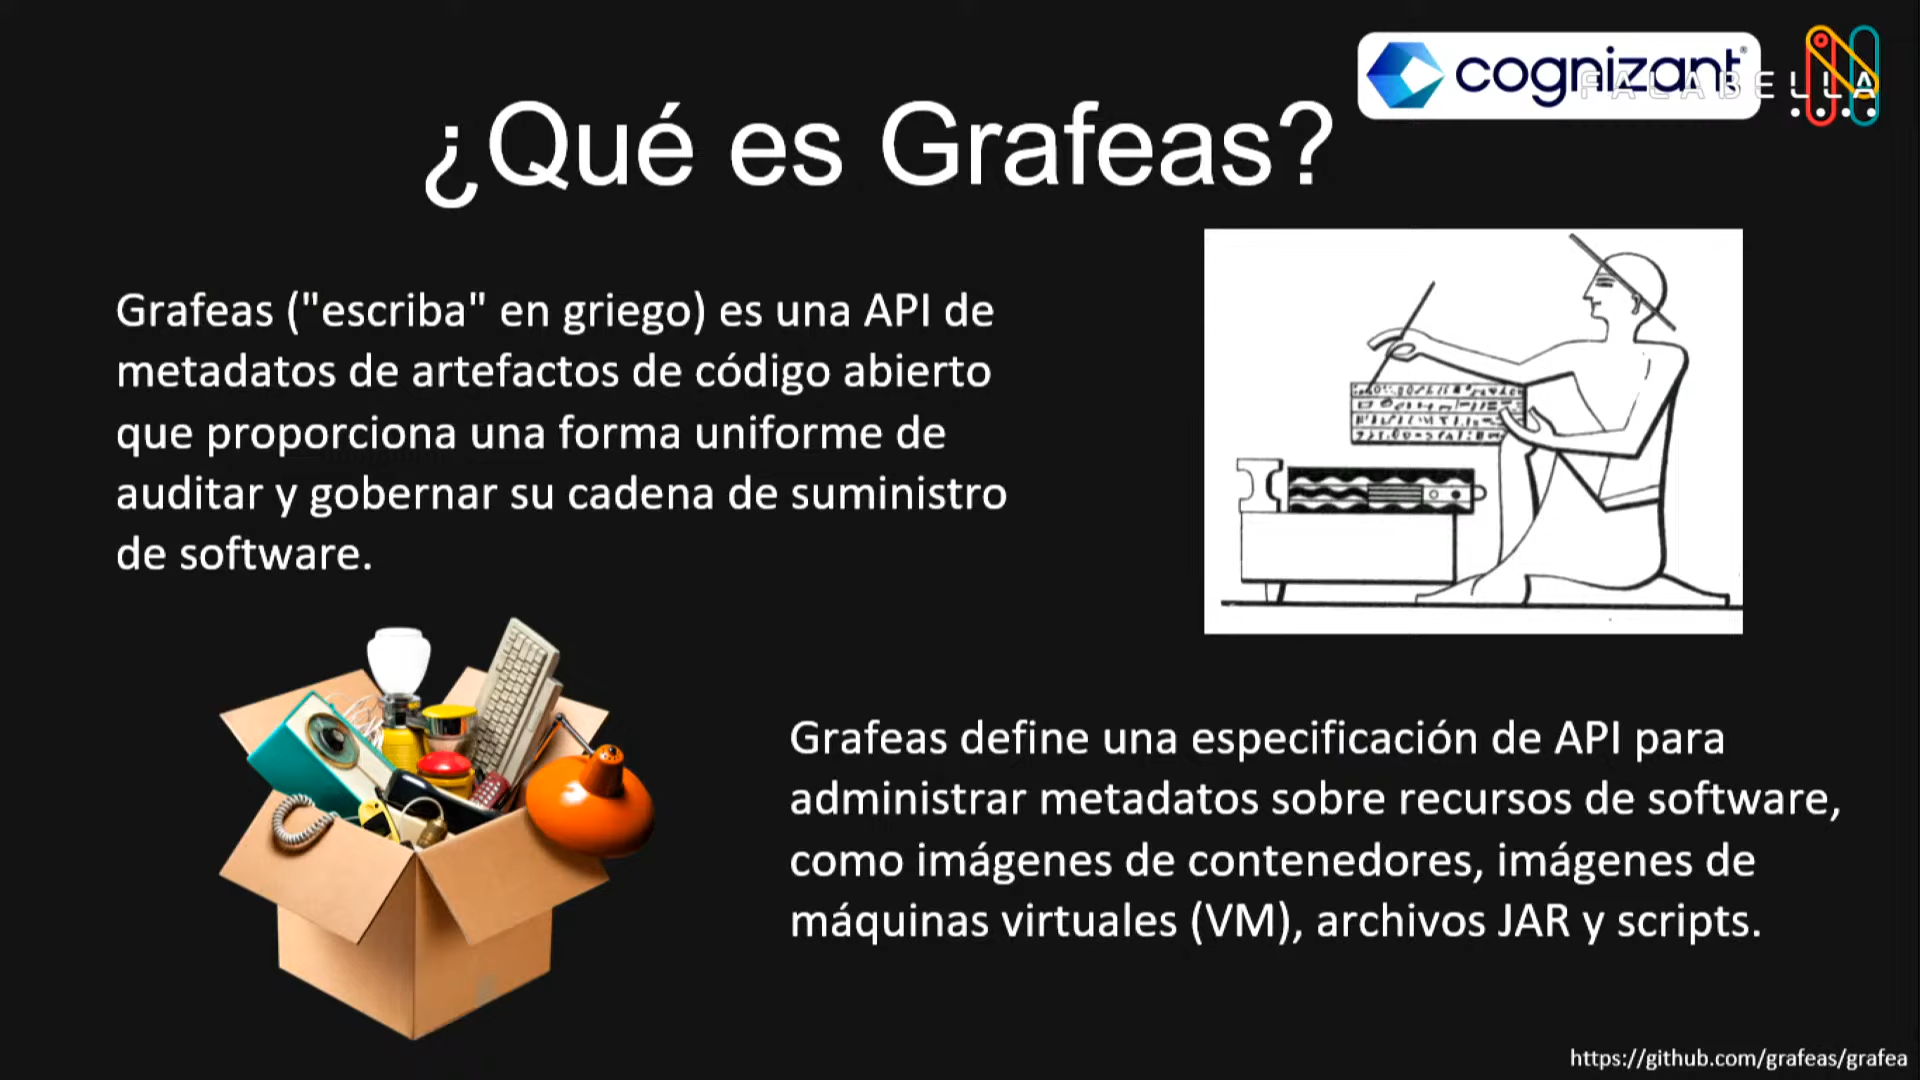 cognizant
FALABELLA
¿Qué es Grafeas?
Grafeas ("escriba" en griego) es una API de
metadatos de artefactos de código abierto
que proporciona una forma uniforme de
auditar y gobernar su cadena de suministro
de software.
Grafeas define una especificación de API para
administrar metadatos sobre recursos de software,
como imágenes de contenedores, imágenes de
máquinas virtuales (VM), archivos JAR y scripts.
https://github.com/grafeas/grafea